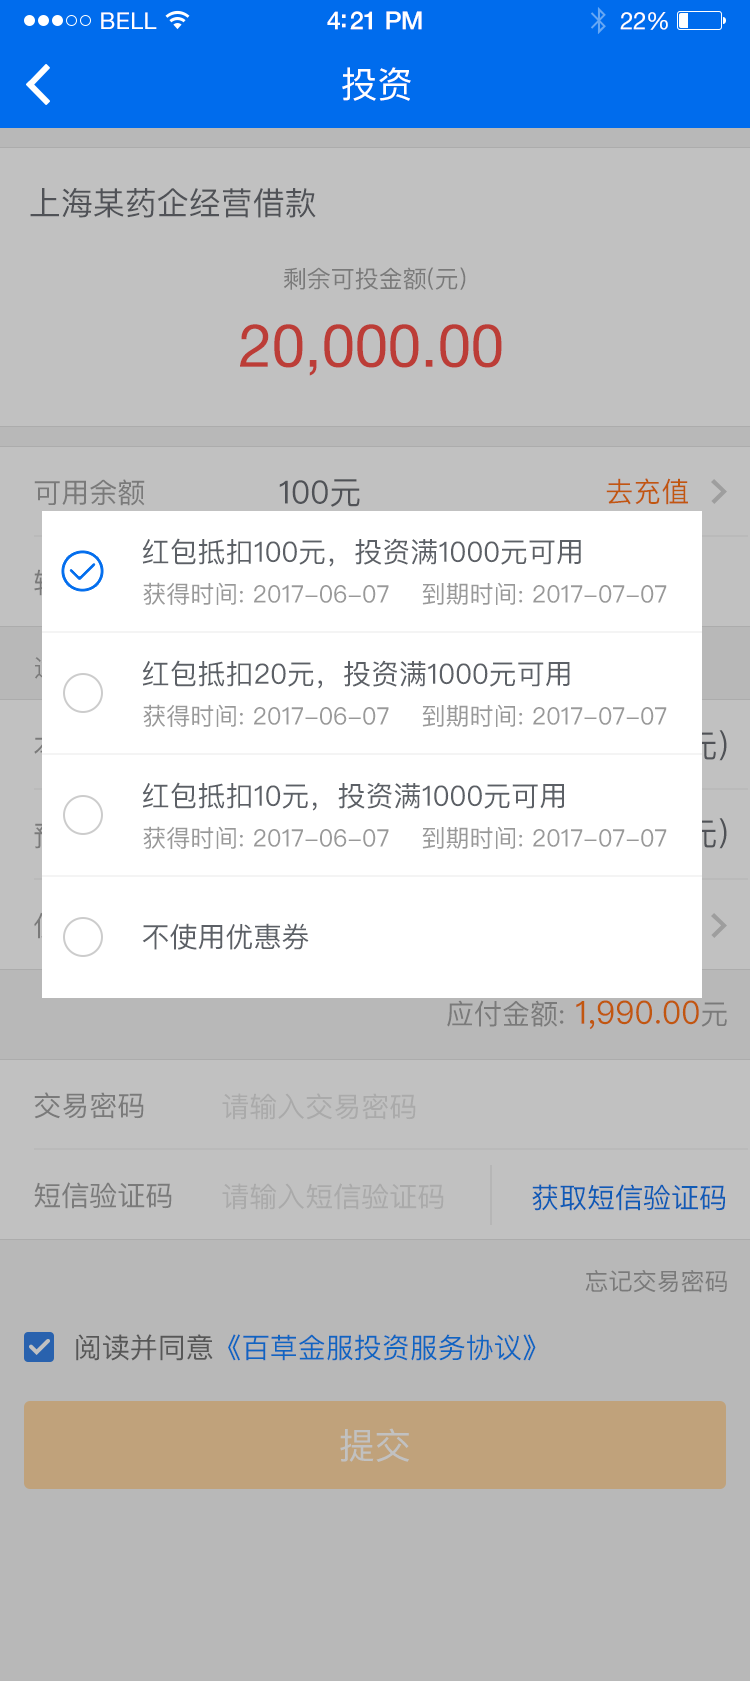 BELL 4:21 PM 22%
投资
上海某药企经营借款
剩余可投金额(元)
20,000.00
可用余额 100元 去充值
红包抵扣100元，投资满1000元可用
获得时间: 2017-06-07 到期时间: 2017-07-07
红包抵扣20元，投资满1000元可用
获得时间: 2017-06-07 到期时间: 2017-07-07
元)
红包抵扣10元，投资满1000元可用
获得时间: 2017-06-07 到期时间: 2017-07-07
元)
不使用优惠券
应付金额: 1,990.00元
交易密码 请输入交易密码
短信验证码 请输入短信验证码 获取短信验证码
忘记交易密码
阅读并同意《百草金服投资服务协议》
提交